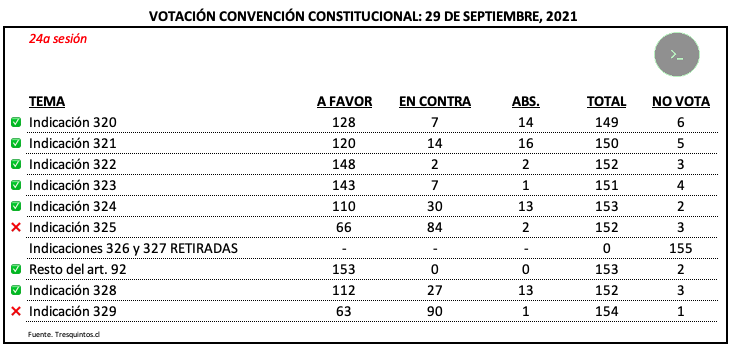 VOTACIÓN CONVENCIÓN CONSTITUCIONAL: 29 DE SEPTIEMBRE, 2021
24a sesión
>_
TEMA A FAVOR EN CONTRA ABS. TOTAL NO VOTA
✅ Indicación 320 128 7 14 149 6
✅ Indicación 321 120 14 16 150 5
✅ Indicación 322 148 2 2 152 3
✅ Indicación 323 143 7 1 151 4
✅ Indicación 324 110 30 13 153 2
❌ Indicación 325 66 84 2 152 3
Indicaciones 326 y 327 RETIRADAS - - - 0 155
✅ Resto del art. 92 153 0 0 153 2
✅ Indicación 328 112 27 13 152 3
❌ Indicación 329 63 90 1 154 1
Fuente. Tresquintos.cl